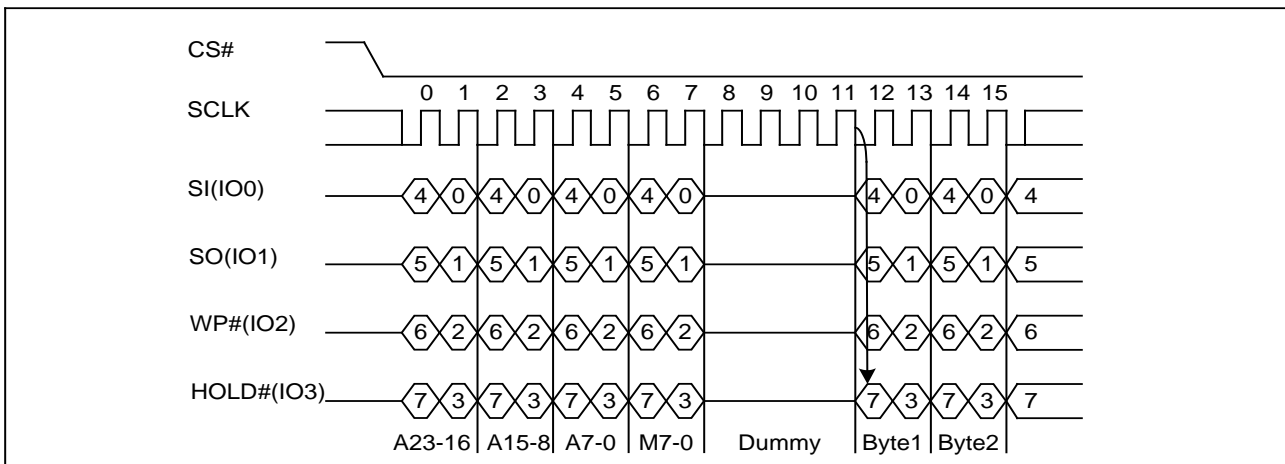 CS#
SCLK 0 1 2 3 4 5 6 7 8 9 10 11 12 13 14 15
SI(IO0) 4 0 4 0 4 0 4 0 4 0 4 0 4
SO(IO1) 5 1 5 1 5 1 5 1 5 1 5 1 5
WP#(IO2) 6 2 6 2 6 2 6 2 6 2 6 2 6
HOLD#(IO3) 7 3 7 3 7 3 7 3 7 3 7 3 7
A23-16 A15-8 A7-0 M7-0 Dummy Byte1 Byte2